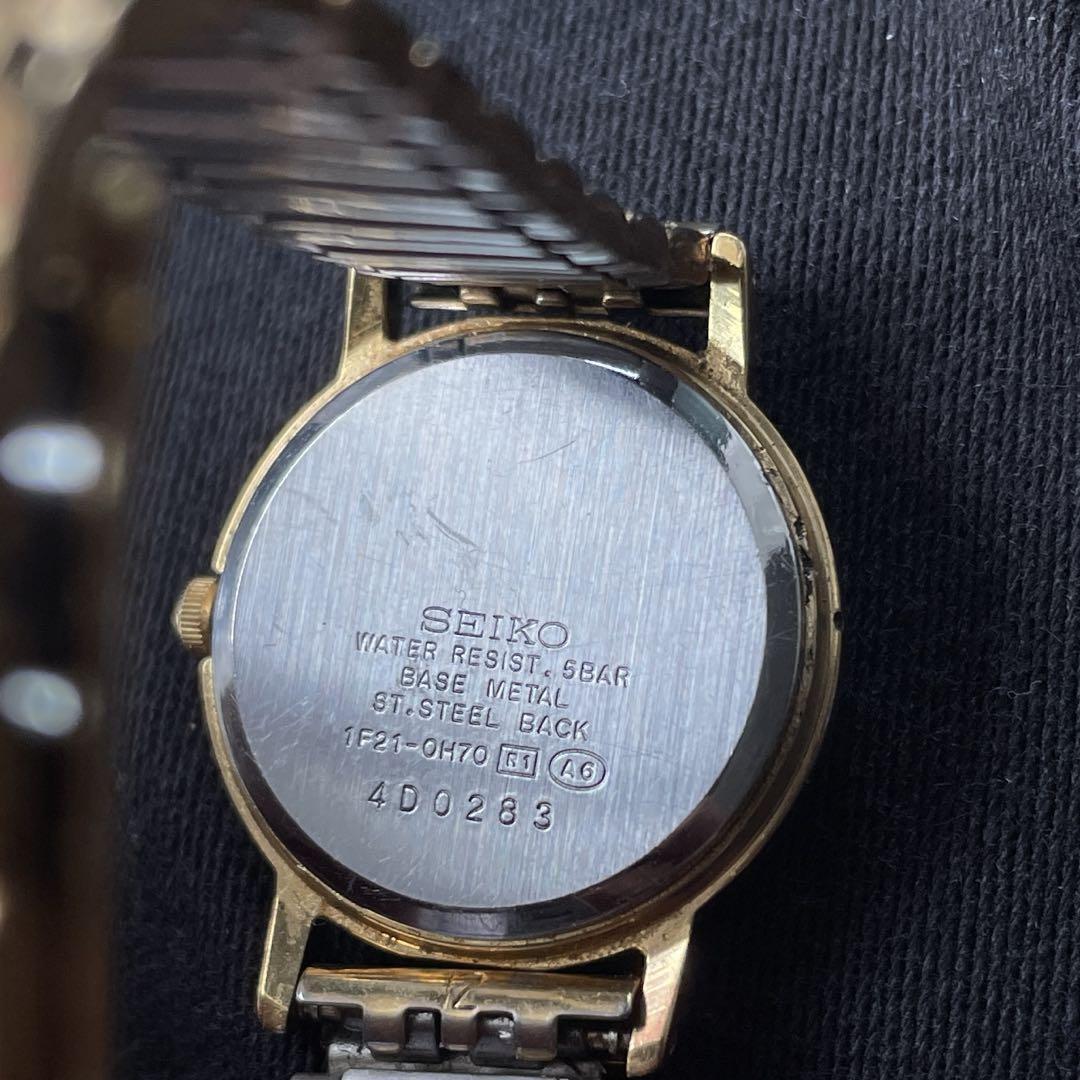 SEIKO
WATER RESIST. 5BAR
BASE METAL
ST.STEEL BACK
1F21-0H70 R1 A6
4D0283